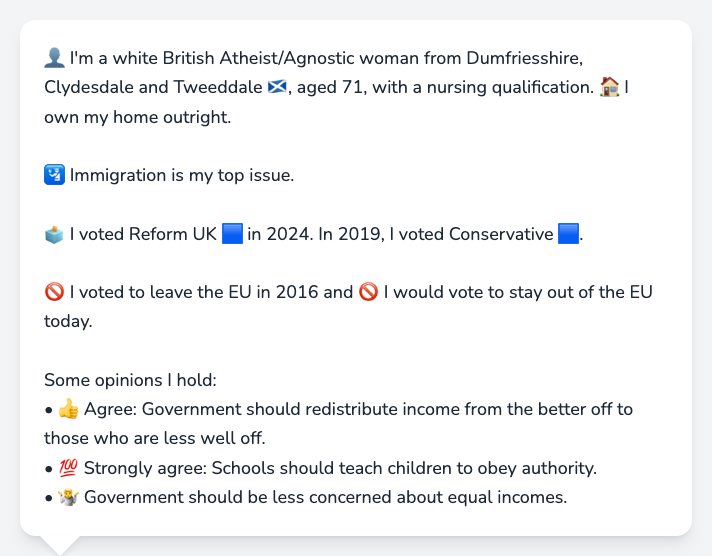 👤 I'm a white British Atheist/Agnostic woman from Dumfriesshire,
Clydesdale and Tweeddale 🏴󠁧󠁢󠁳󠁣󠁴󠁿, aged 71, with a nursing qualification. 🏠 I
own my home outright.
🛂 Immigration is my top issue.
🗳️ I voted Reform UK 🟦 in 2024. In 2019, I voted Conservative 🟦.
🚫 I voted to leave the EU in 2016 and 🚫 I would vote to stay out of the EU
today.
Some opinions I hold:
• 👍 Agree: Government should redistribute income from the better off to
those who are less well off.
• 💯 Strongly agree: Schools should teach children to obey authority.
• 🤷 Government should be less concerned about equal incomes.